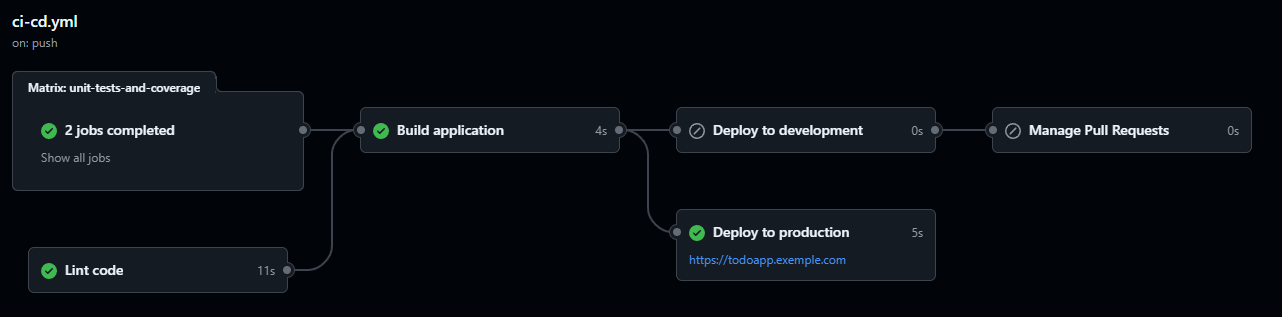 ci-cd.yml
on: push
Matrix: unit-tests-and-coverage
2 jobs completed
Show all jobs
Build application 4s
Deploy to development 0s
Manage Pull Requests 0s
Deploy to production 5s
https://todoapp.exemple.com
Lint code 11s